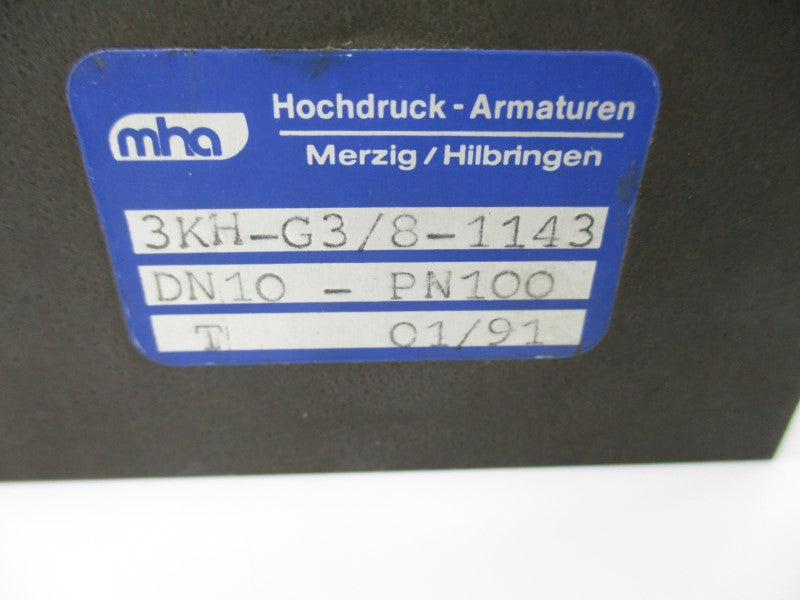 mha
Hochdruck - Armaturen
Merzig / Hilbringen
3KH-G3/8-1143
DN10 - PN100
T 01/91